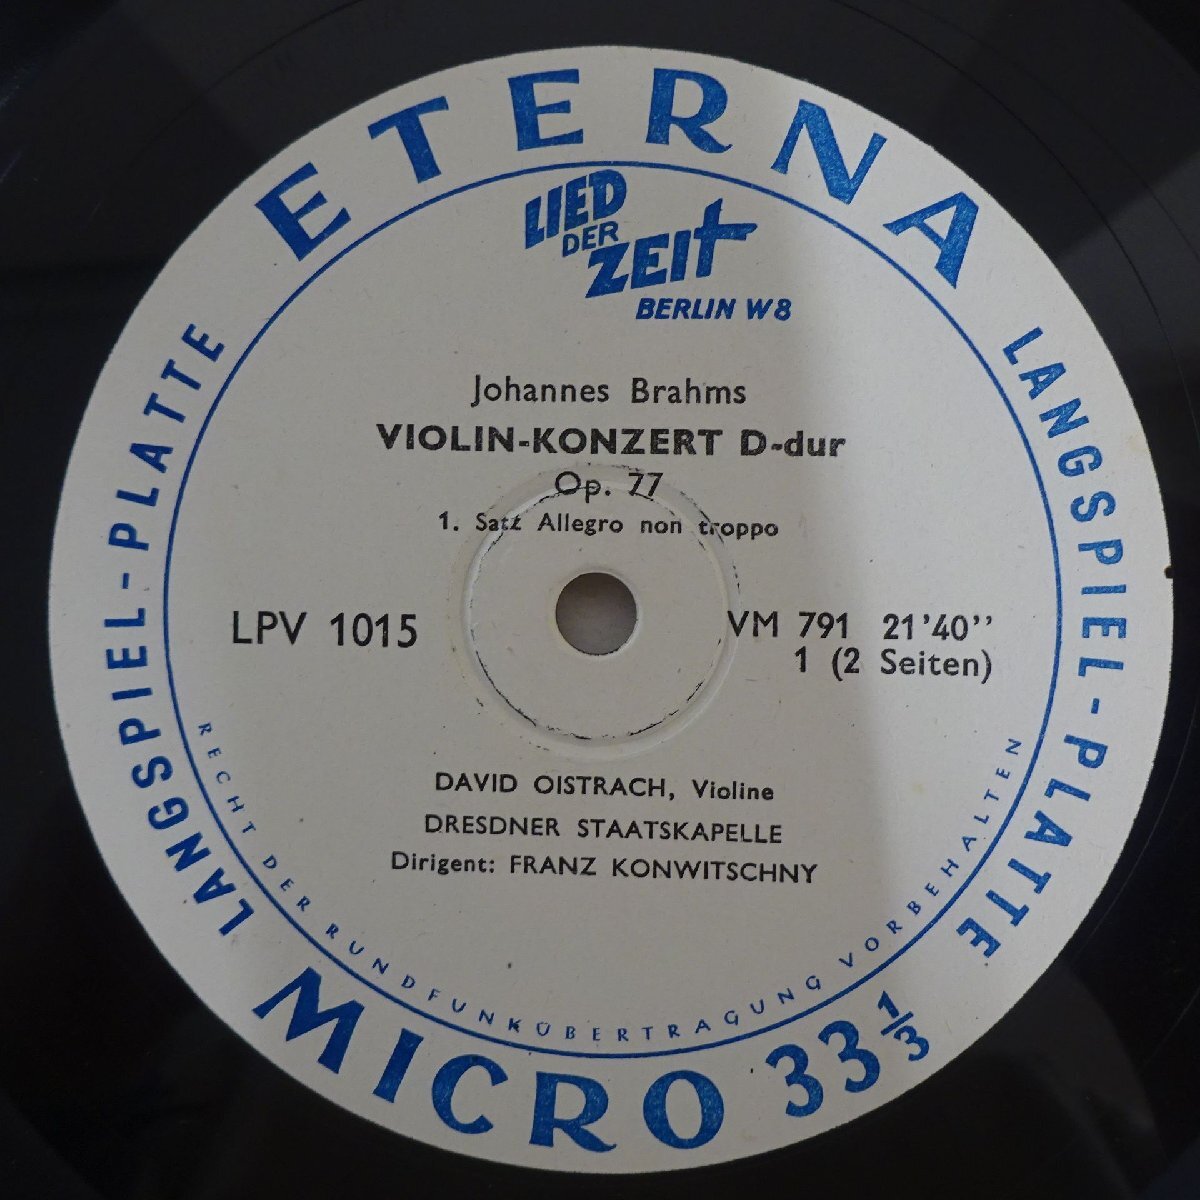 ETERNA
LIED
DER
ZEIT
BERLIN W8
LANGSPIEL-PLATTE
LANGSPIEL-PLATTE
Johannes Brahms
VIOLIN-KONZERT D-dur
Op. 77
1. Satz Allegro non troppo
LPV 1015
VM 791 21'40''
1 (2 Seiten)
DAVID OISTRACH, Violine
DRESDNER STAATSKAPELLE
Dirigent: FRANZ KONWITSCHNY
RECHT DER RUNDFUNKÜBERTRAGUNG VORBEHALTEN
MICRO 33 1/3